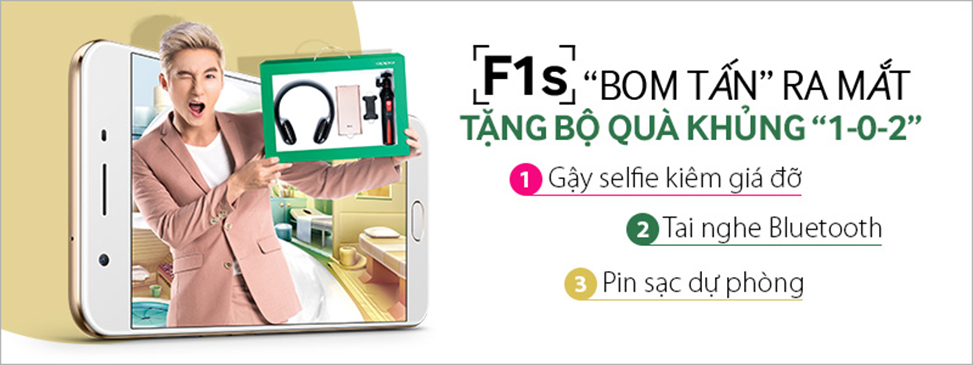 F1s “BOM TẤN” RA MẮT
TẶNG BỘ QUÀ KHỦNG “1-0-2”
1 Gậy selfie kiêm giá đỡ
2 Tai nghe Bluetooth
3 Pin sạc dự phòng